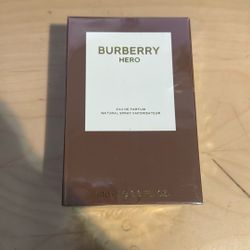 BURBERRY
HERO
EAU DE PARFUM
NATURAL SPRAY VAPORISATEUR